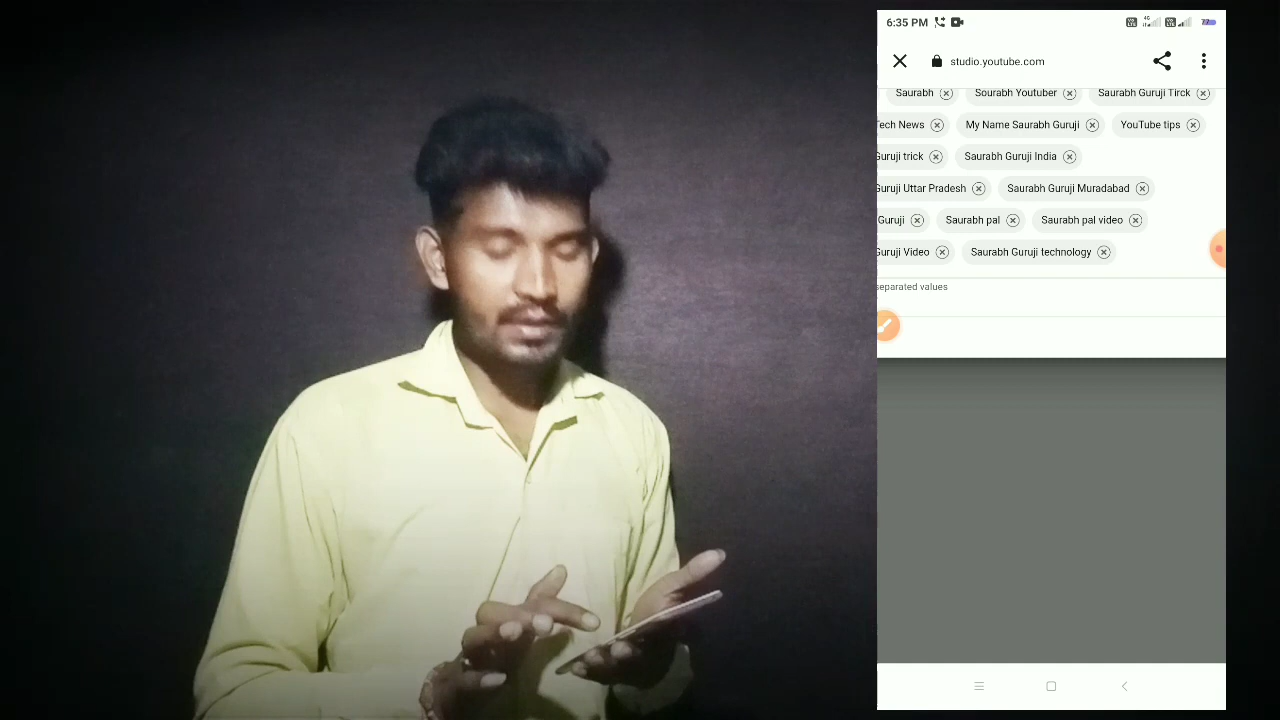 6:35 PM
studio.youtube.com
Saurabh Sourabh Youtuber Saurabh Guruji Tirck
Tech News My Name Saurabh Guruji YouTube tips
Guruji trick Saurabh Guruji India
Guruji Uttar Pradesh Saurabh Guruji Muradabad
Guruji Saurabh pal Saurabh pal video
Guruji Video Saurabh Guruji technology
separated values